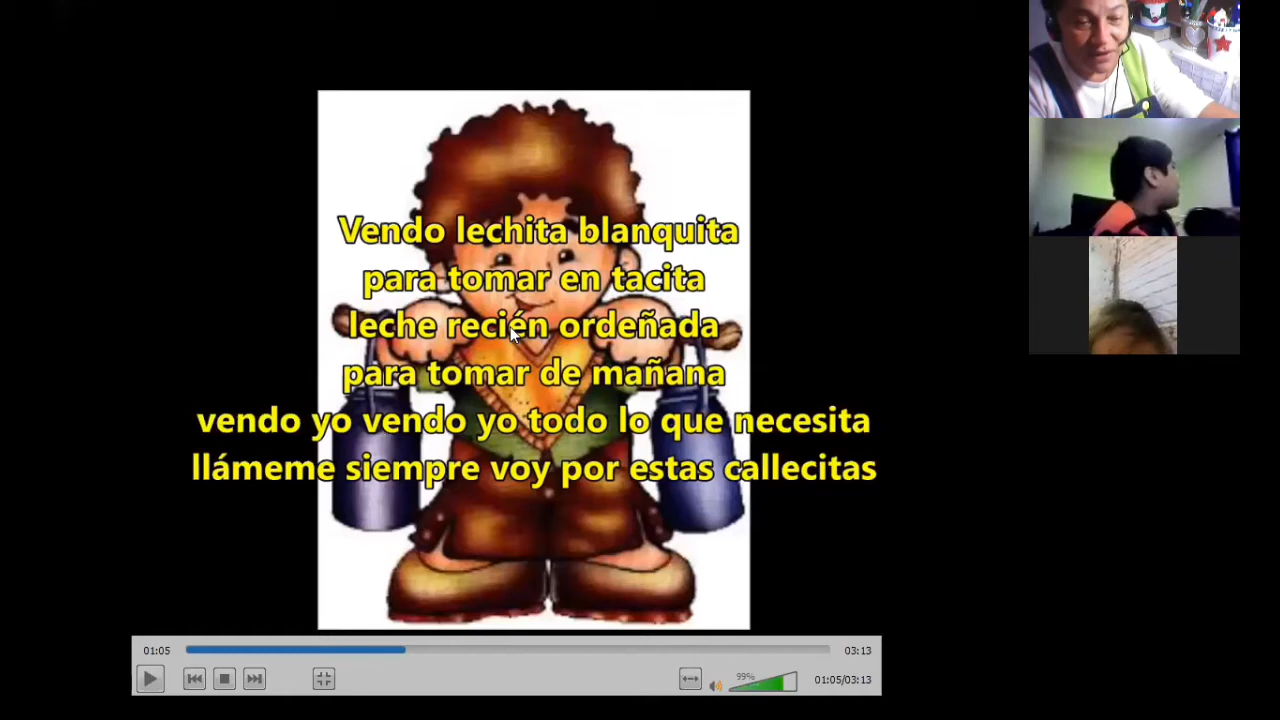 Vendo lechita blanquita
para tomar en tacita
leche recién ordeñada
para tomar de mañana
vendo yo vendo yo todo lo que necesita
llámeme siempre voy por estas callecitas
01:05
03:13
99%
01:05/03:13